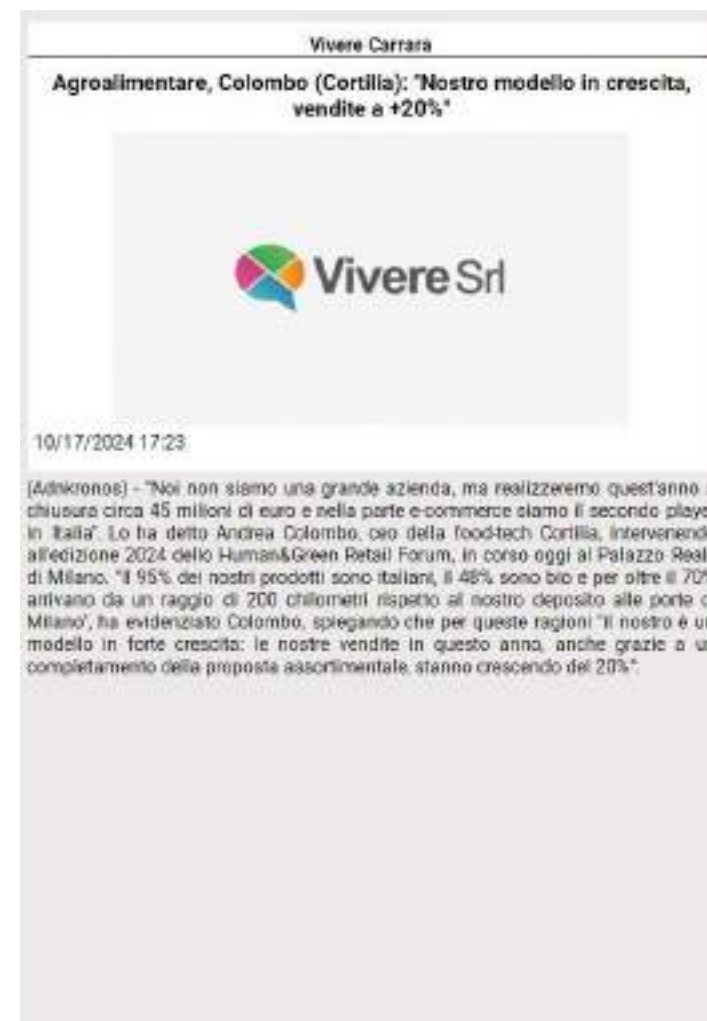 Vivere Carrara
Agroalimentare, Colombo (Cortilia): "Nostro modello in crescita,
vendite a +20%"
Vivere Srl
10/17/2024 17:23
(Adnkronos) - "Noi non siamo una grande azienda, ma realizzeremo quest'anno
chiusura circa 45 milioni di euro e nella parte e-commerce siamo il secondo playe
in Italia". Lo ha detto Andrea Colombo, ceo della food-tech Cortilia, intervenend
all'edizione 2024 dello Human&Green Retail Forum, in corso oggi al Palazzo Real
di Milano. "Il 95% dei nostri prodotti sono italiani, il 48% sono bio e per oltre il 70%
arrivano da un raggio di 200 chilometri rispetto al nostro deposito alle porte d
Milano", ha evidenziato Colombo, spiegando che per queste ragioni "il nostro è un
modello in forte crescita: le nostre vendite in questo anno, anche grazie a un
completamento della proposta assortimentale, stanno crescendo del 20%".